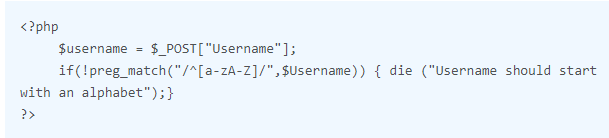 <?php
     $username = $_POST["Username"];
     if(!preg_match("/^[a-zA-Z]/",$Username)) { die ("Username should start
with an alphabet");}
?>